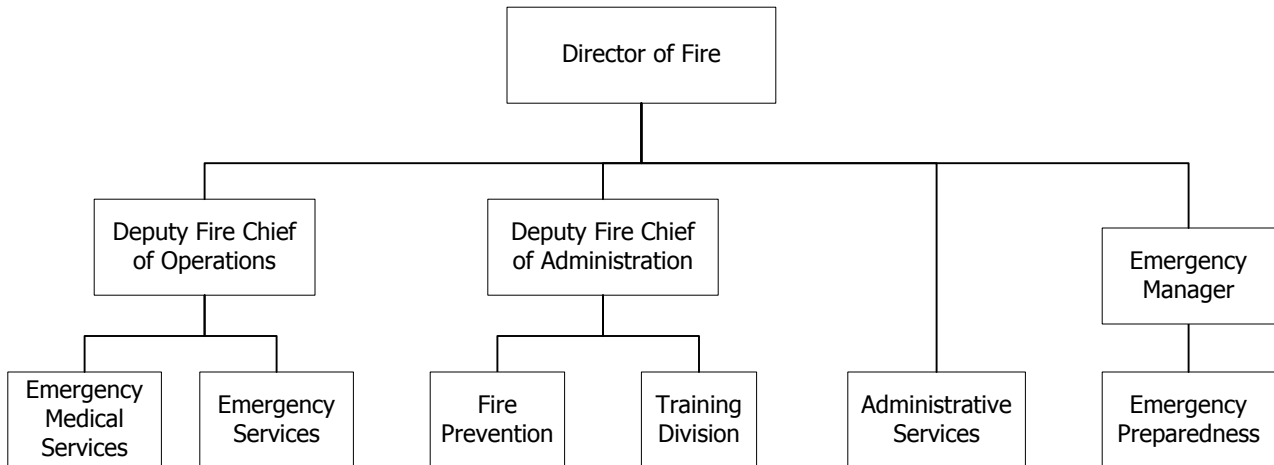 Director of Fire
Deputy Fire Chief
of Operations
Deputy Fire Chief
of Administration
Emergency
Manager
Emergency
Medical
Services
Emergency
Services
Fire
Prevention
Training
Division
Administrative
Services
Emergency
Preparedness